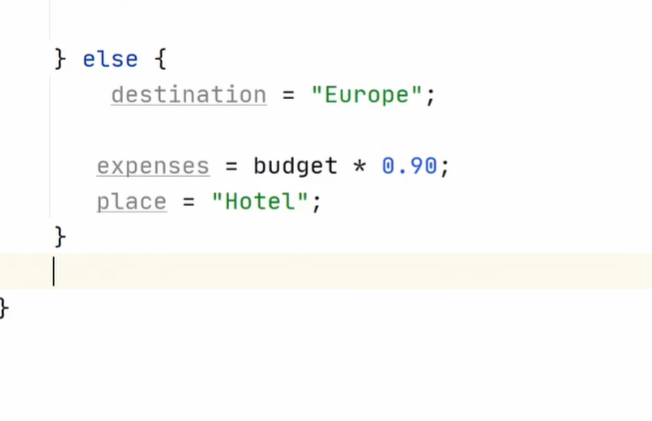 } else {
destination = "Europe";
expenses = budget * 0.90;
place = "Hotel";
}
}